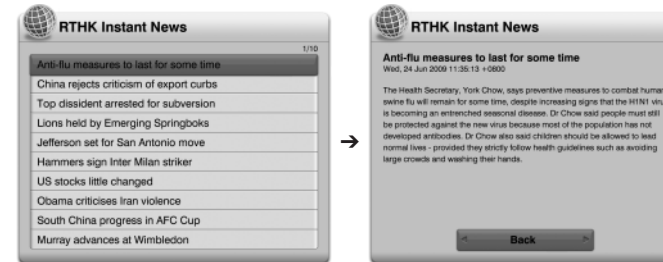 RTHK Instant News
1/10
Anti-flu measures to last for some time
China rejects criticism of export curbs
Top dissident arrested for subversion
Lions held by Emerging Springboks
Jefferson set for San Antonio move
Hammers sign Inter Milan striker
US stocks little changed
Obama criticises Iran violence
South China progress in AFC Cup
Murray advances at Wimbledon
RTHK Instant News
Anti-flu measures to last for some time
Wed, 24 Jun 2009 11:35:13 +0800
The Health Secretary, York Chow, says preventive measures to combat human
swine flu will remain for some time, despite increasing signs that the H1N1 viru
is becoming an entrenched seasonal disease. Dr Chow said people must still
be protected against the new virus because most of the population has not
developed antibodies. Dr Chow also said children should be allowed to lead
normal lives - provided they strictly follow health guidelines such as avoiding
large crowds and washing their hands.
Back